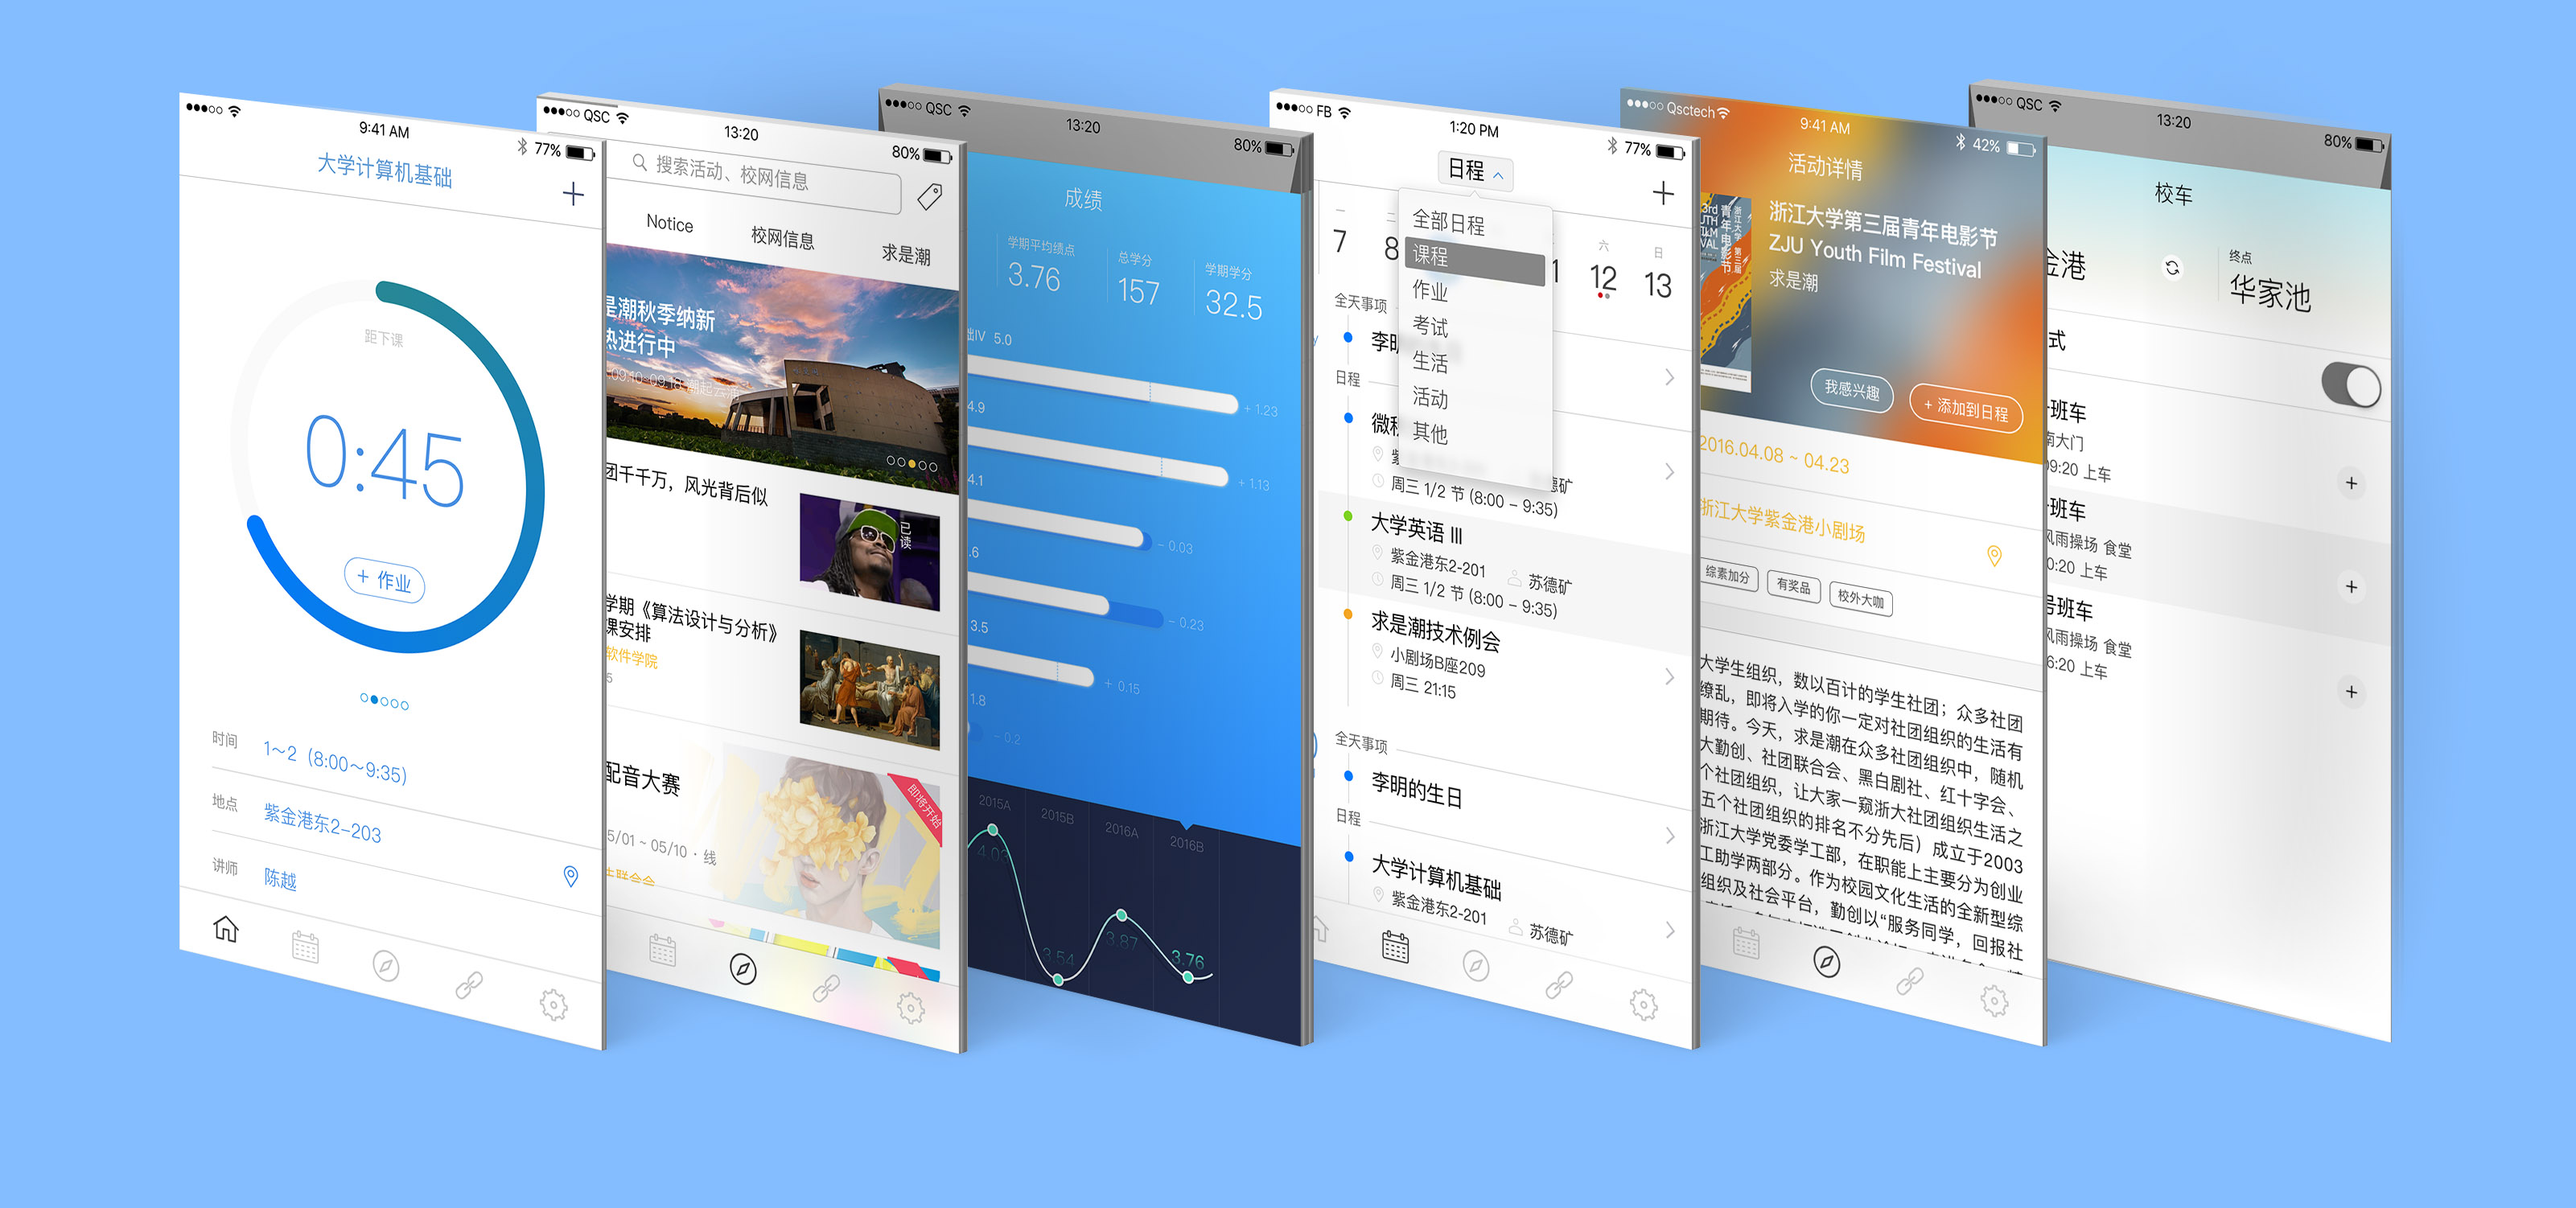 9:41 AM
77%
大学计算机基础
距下课
0:45
+ 作业
时间
1～2（8:00～9:35）
地点
紫金港东2-203
讲师
陈越
QSC
13:20
80%
搜索活动、校网信息
Notice
校网信息
求是潮
是潮秋季纳新
热进行中
团千千万，风光背后似
已读
学期《算法设计与分析》
课安排
软件学院
5
配音大赛
即将开始
5/01 ~ 05/10 · 线
QSC
13:20
80%
成绩
学期平均绩点
3.76
总学分
157
学期学分
32.5
础IV 5.0
+ 1.23
4.9
+ 1.13
4.1
- 0.03
.6
- 0.23
3.5
+ 0.15
1.8
- 0.2
2015A
2015B
2016A
2016B
4.03
3.54
3.87
3.76
FB
1:20 PM
77%
日程
全部日程
课程
作业
考试
生活
活动
其他
一
7
二
8
六
12
日
13
全天事项
李明
日程
微积
紫
德矿
周三 1/2 节 (8:00 - 9:35)
大学英语 III
紫金港东2-201
苏德矿
周三 1/2 节 (8:00 - 9:35)
求是潮技术例会
小剧场B座209
周三 21:15
全天事项
李明的生日
日程
大学计算机基础
紫金港东2-201
苏德矿
Qsctech
9:41 AM
42%
活动详情
浙江大学第三届青年电影节
ZJU Youth Film Festival
求是潮
我感兴趣
+ 添加到日程
2016.04.08 ~ 04.23
浙江大学紫金港小剧场
综素加分
有奖品
校外大咖
大学生组织，数以百计的学生社团；众多社团
缭乱，即将入学的你一定对社团组织的生活有
期待。今天，求是潮在众多社团组织中，随机
大勤创、社团联合会、黑白剧社、红十字会、
个社团组织，让大家一窥浙大社团组织生活之
五个社团组织的排名不分先后）成立于2003
浙江大学党委学工部，在职能上主要分为创业
工助学两部分。作为校园文化生活的全新型综
组织及社会平台，勤创以“服务同学，回报社
QSC
13:20
80%
校车
金港
终点
华家池
式
班车
南大门
09:20 上车
班车
风雨操场 食堂
0:20 上车
号班车
风雨操场 食堂
6:20 上车